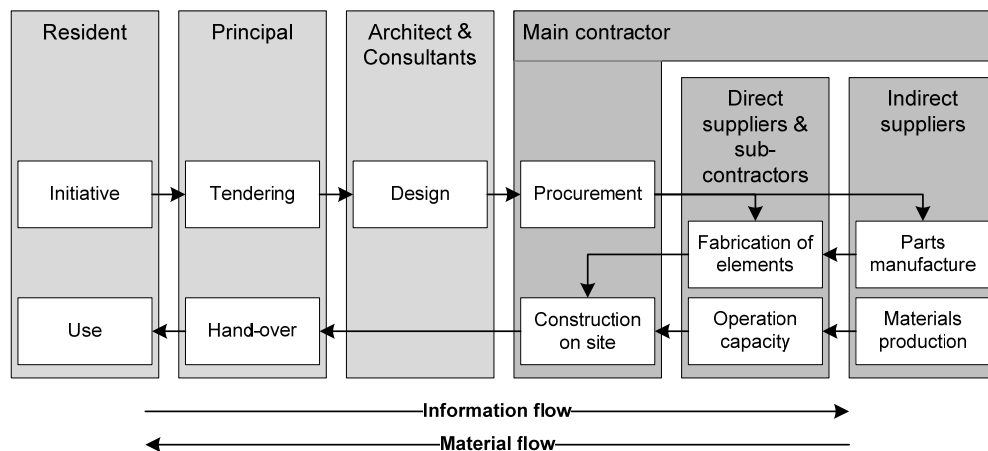 Resident
Principal
Architect &
Consultants
Main contractor
Direct
suppliers &
sub-
contractors
Indirect
suppliers
Initiative
Tendering
Design
Procurement
Fabrication of
elements
Parts
manufacture
Use
Hand-over
Construction
on site
Operation
capacity
Materials
production
Information flow
Material flow